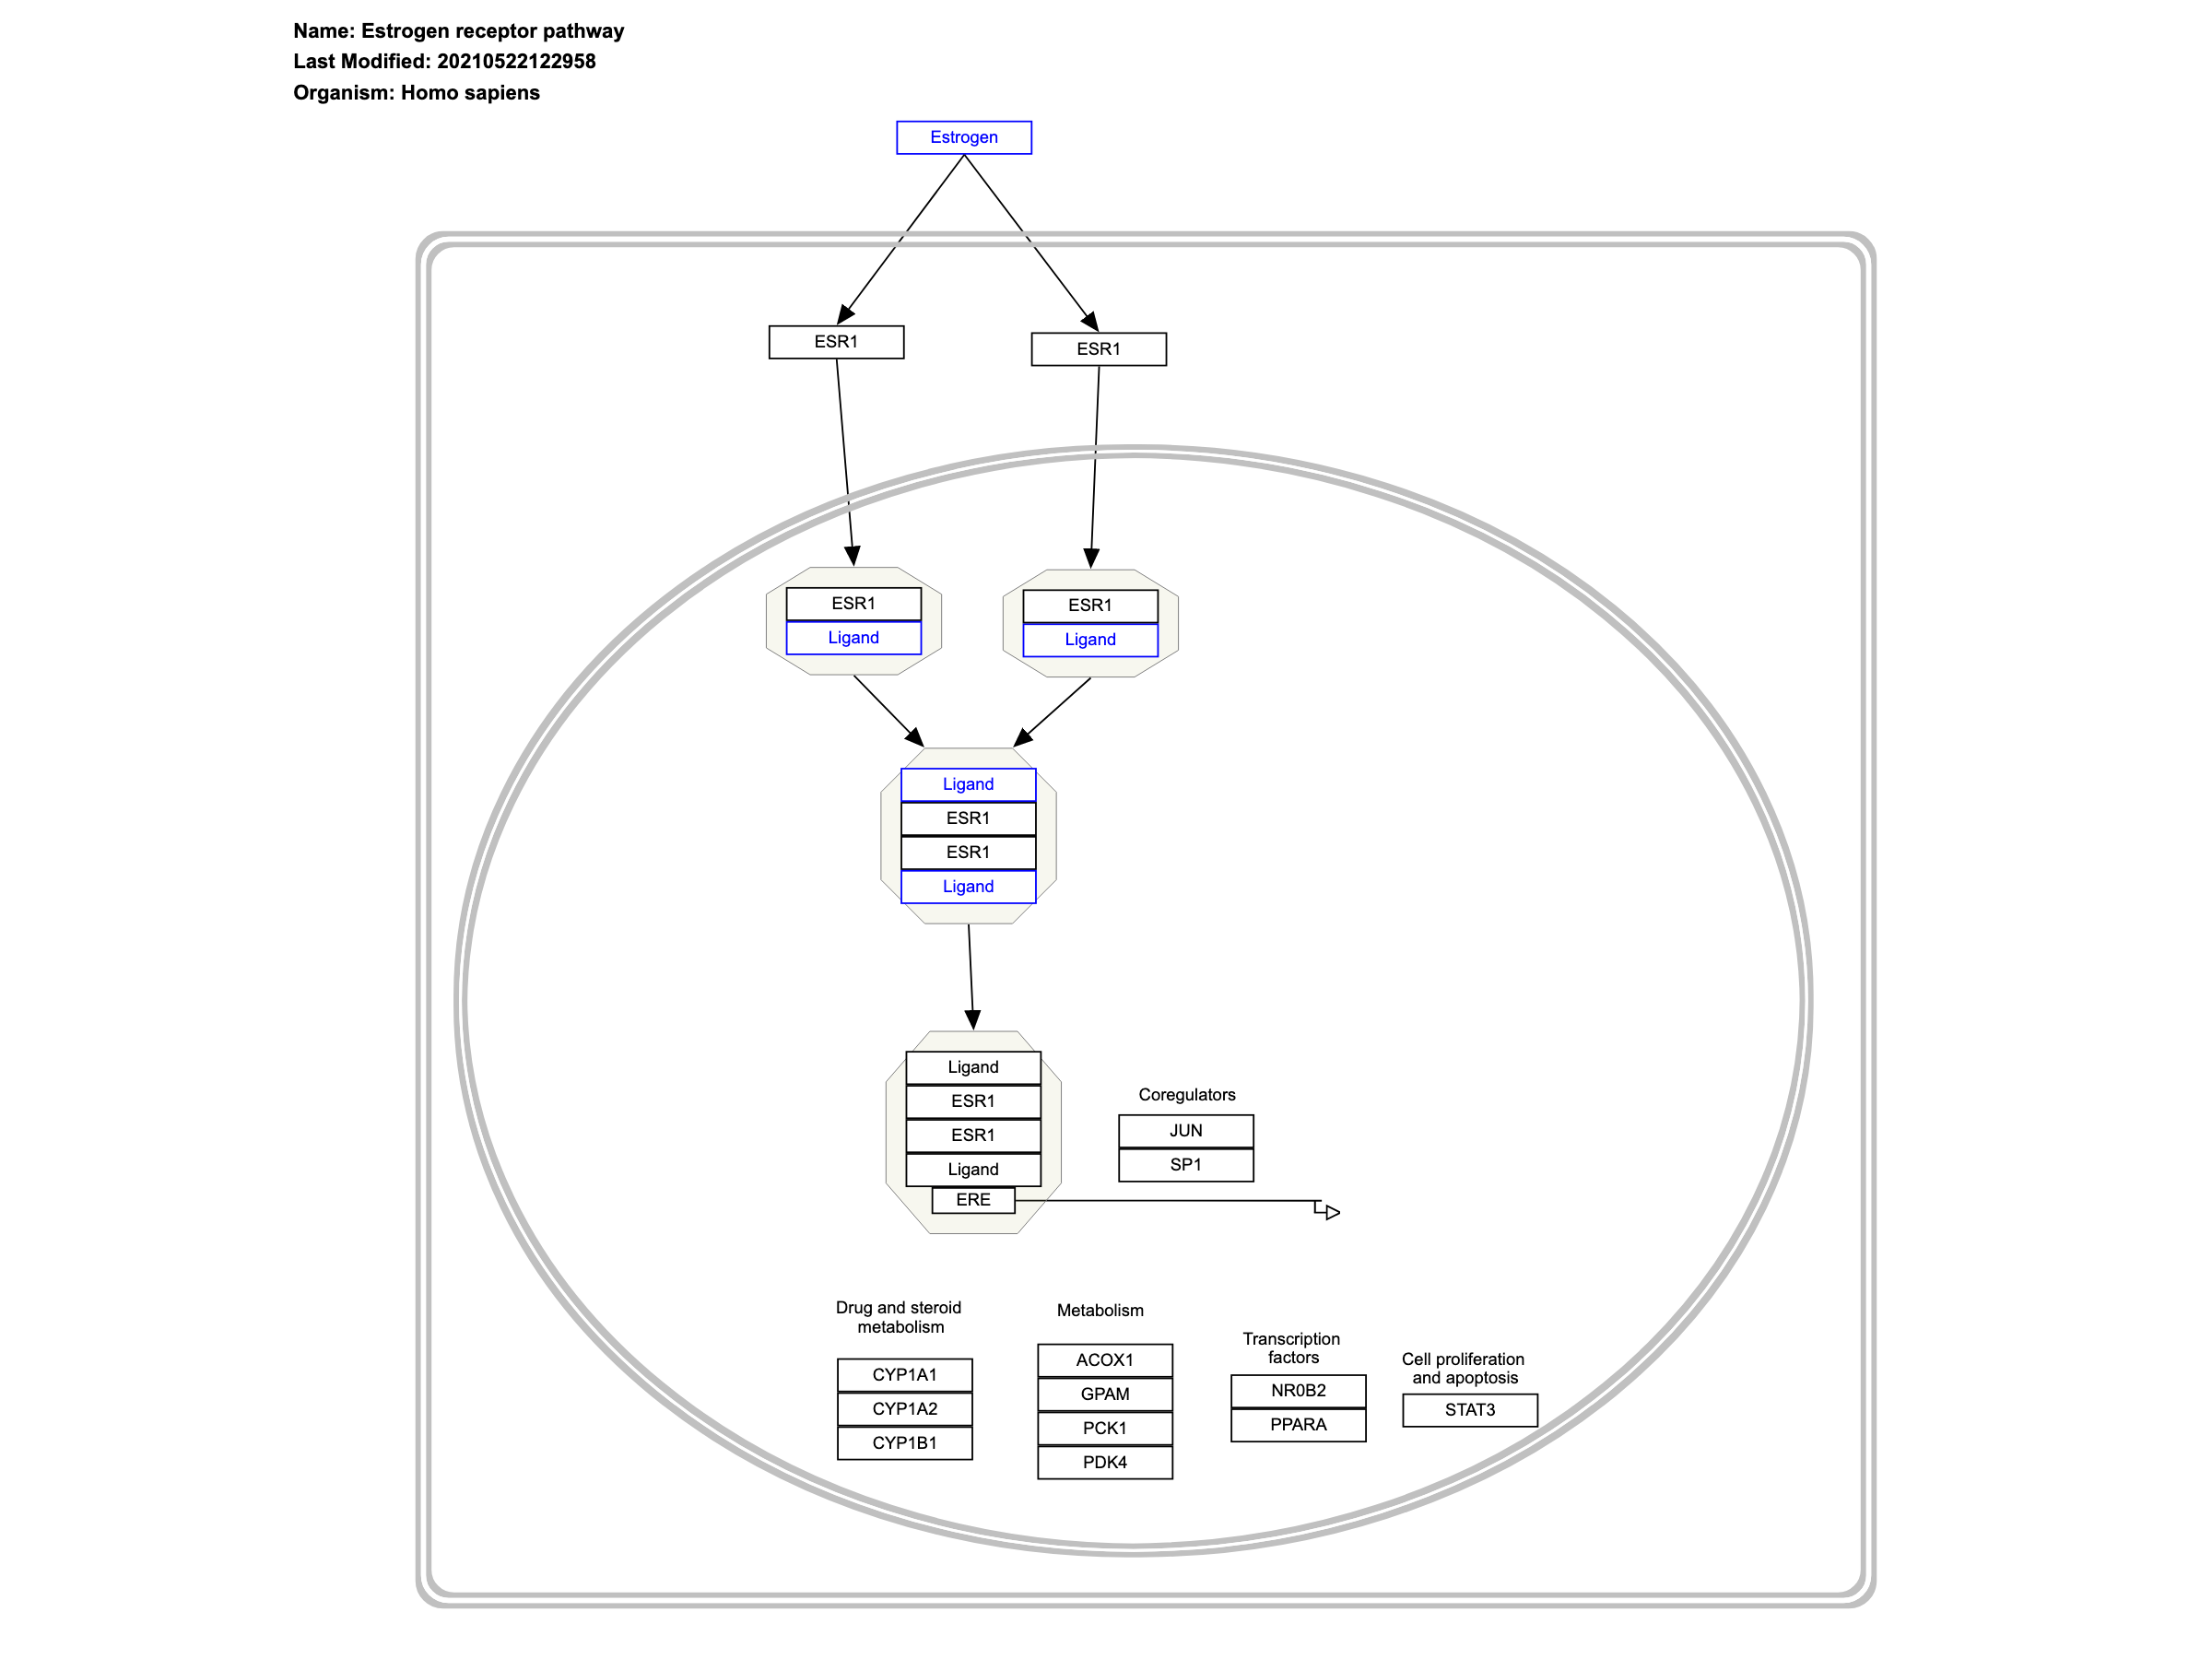 Name: Estrogen receptor pathway
Last Modified: 20210522122958
Organism: Homo sapiens
Estrogen
ESR1
ESR1
ESR1
Ligand
ESR1
Ligand
Ligand
ESR1
ESR1
Ligand
Ligand
ESR1
ESR1
Ligand
ERE
Coregulators
JUN
SP1
Drug and steroid
metabolism
CYP1A1
CYP1A2
CYP1B1
Metabolism
ACOX1
GPAM
PCK1
PDK4
Transcription
factors
NR0B2
PPARA
Cell proliferation
and apoptosis
STAT3